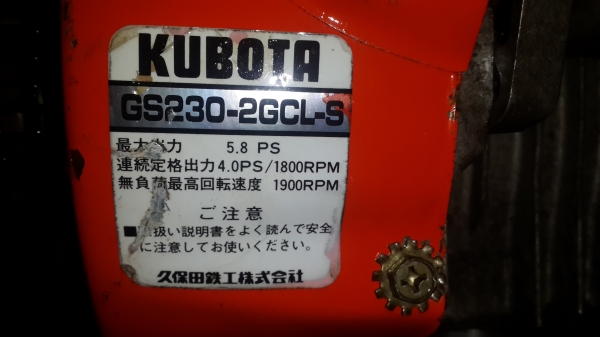 KUBOTA
GS230-2GCL-S
最大出力 5.8 PS
連続定格出力 4.0PS/1800RPM
無負荷最高回転速度 1900RPM
ご注意
■取扱い説明書をよく読んで安全
に注意してお使いください。
久保田鉄工株式会社